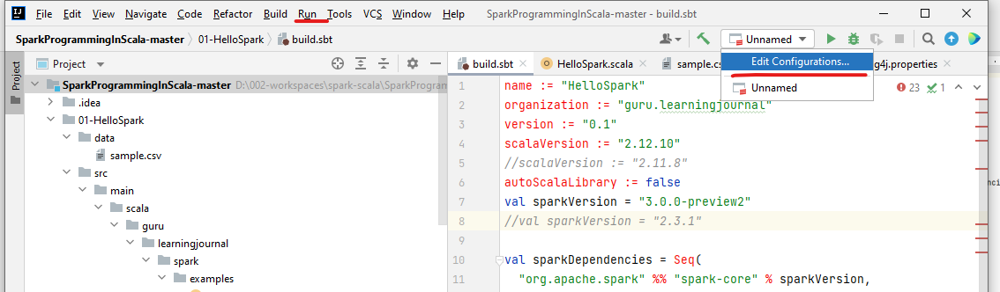 IJ File Edit View Navigate Code Refactor Build Run Tools VCS Window Help SparkProgrammingInScala-master - build.sbt
SparkProgrammingInScala-master 01-HelloSpark build.sbt Unnamed
Project Project build.sbt HelloSpark.scala sample.cs g4j.properties
Edit Configurations...
Unnamed
SparkProgrammingInScala-master D:\002-workspaces\spark-scala\SparkProgram
.idea
01-HelloSpark
data
sample.csv
src
main
scala
guru
learningjournal
spark
examples
1 name := "HelloSpark" 23 1
2 organization := "guru.learningjournal"
3 version := "0.1"
4 scalaVersion := "2.12.10"
5 //scalaVersion := "2.11.8"
6 autoScalaLibrary := false
7 val sparkVersion = "3.0.0-preview2"
8 //val sparkVersion = "2.3.1"
9
10 val sparkDependencies = Seq(
11 "org.apache.spark" %% "spark-core" % sparkVersion,
nci